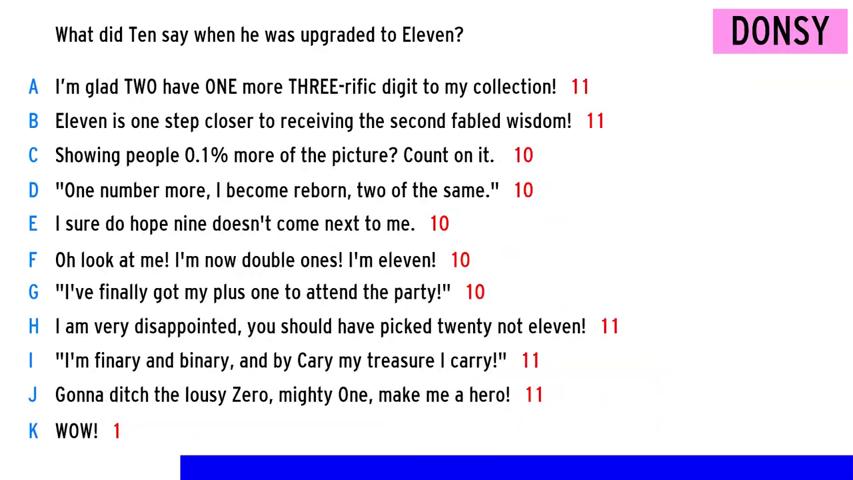 What did Ten say when he was upgraded to Eleven?
DONSY
A I'm glad TWO have ONE more THREE-rific digit to my collection! 11
B Eleven is one step closer to receiving the second fabled wisdom! 11
C Showing people 0.1% more of the picture? Count on it. 10
D "One number more, I become reborn, two of the same." 10
E I sure do hope nine doesn't come next to me. 10
F Oh look at me! I'm now double ones! I'm eleven! 10
G "I've finally got my plus one to attend the party!" 10
H I am very disappointed, you should have picked twenty not eleven! 11
I "I'm finary and binary, and by Cary my treasure I carry!" 11
J Gonna ditch the lousy Zero, mighty One, make me a hero! 11
K WOW! 1